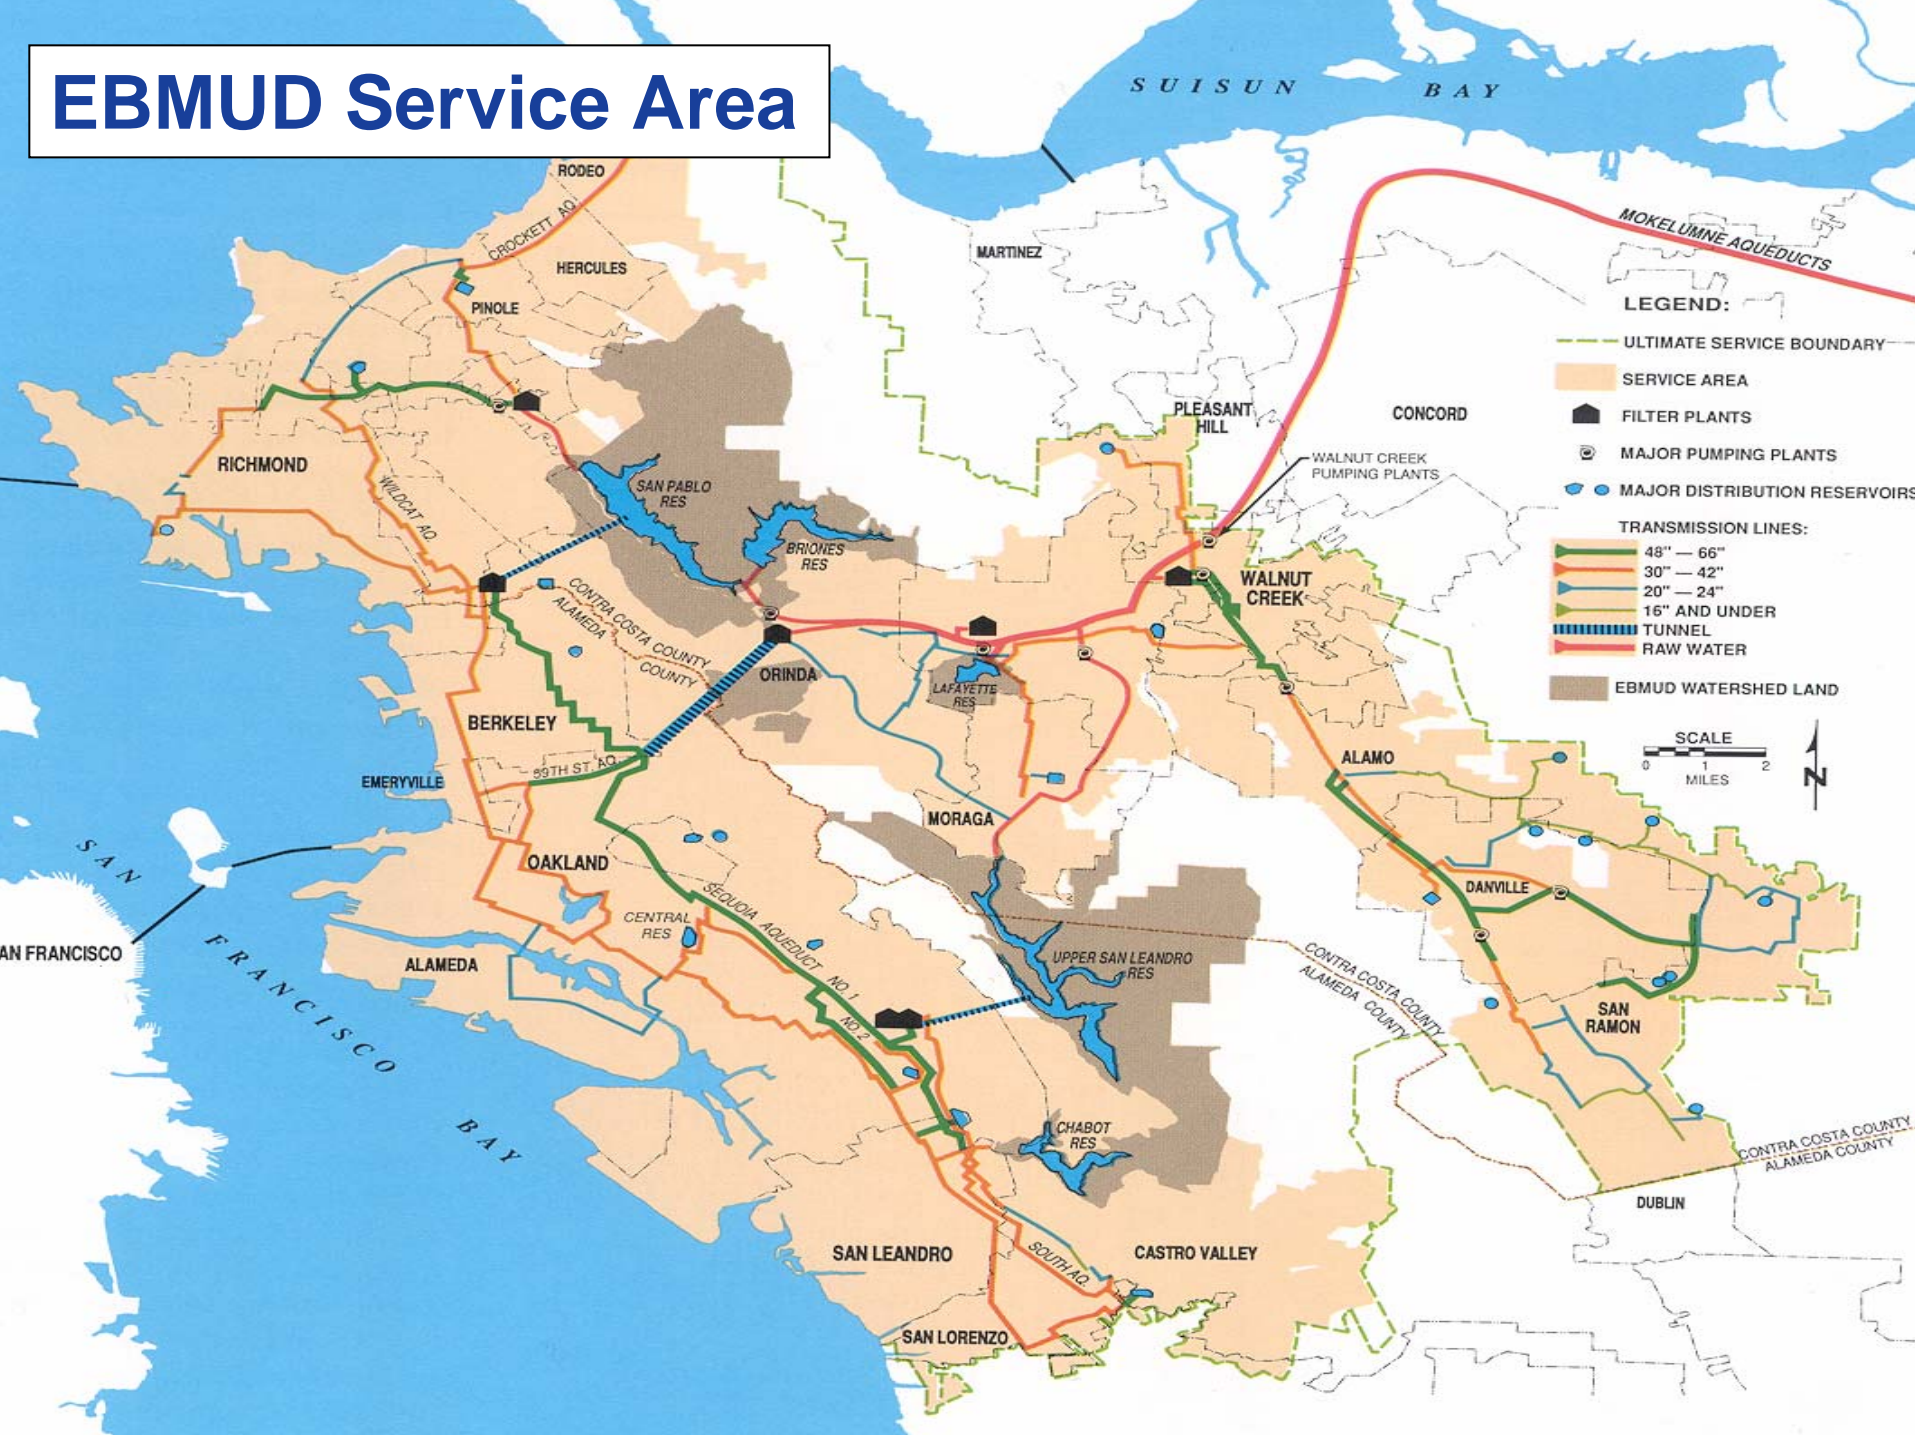 EBMUD Service Area
SUISUN BAY
RODEO
CROCKETT AQ.
HERCULES
PINOLE
MARTINEZ
MOKELUMNE AQUEDUCTS
LEGEND:
ULTIMATE SERVICE BOUNDARY
SERVICE AREA
FILTER PLANTS
MAJOR PUMPING PLANTS
MAJOR DISTRIBUTION RESERVOIRS
TRANSMISSION LINES:
48" — 66"
30" — 42"
20" — 24"
16" AND UNDER
TUNNEL
RAW WATER
EBMUD WATERSHED LAND
SCALE
0 1 2
MILES
N
PLEASANT
HILL
CONCORD
WALNUT CREEK
PUMPING PLANTS
RICHMOND
WILDCAT AQ.
SAN PABLO
RES
BRIONES
RES
WALNUT
CREEK
CONTRA COSTA COUNTY
ALAMEDA COUNTY
ORINDA
LAFAYETTE
RES
BERKELEY
59TH ST. AQ.
EMERYVILLE
ALAMO
MORAGA
OAKLAND
DANVILLE
SEQUOIA AQUEDUCT NO. 1
NO. 2
CENTRAL
RES
SAN FRANCISCO BAY
AN FRANCISCO
ALAMEDA
UPPER SAN LEANDRO
RES
CONTRA COSTA COUNTY
ALAMEDA COUNTY
SAN
RAMON
CHABOT
RES
CONTRA COSTA COUNTY
ALAMEDA COUNTY
DUBLIN
SAN LEANDRO
SOUTH AQ.
CASTRO VALLEY
SAN LORENZO